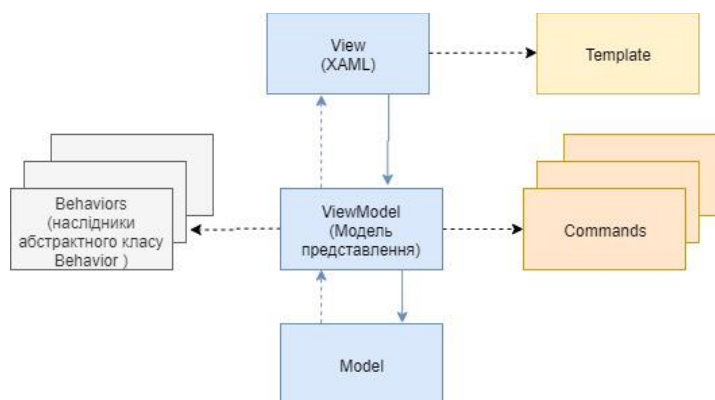 View
(XAML)
Template
Behaviors
(наслідники
абстрактного класу
Behavior )
ViewModel
(Модель
представлення)
Commands
Model